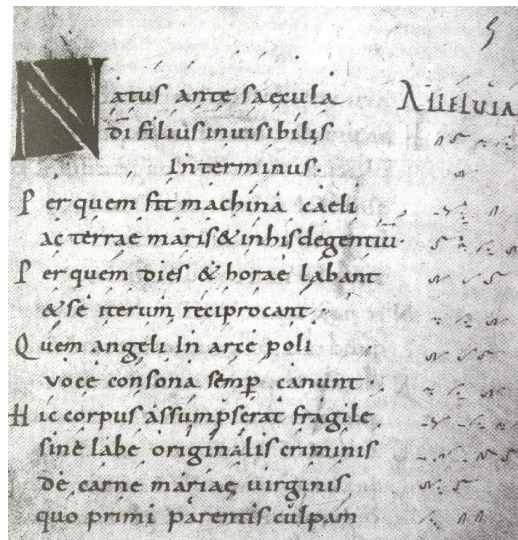 5
Natus ante saecula Alleluia
dī filius inuisibilis
Interminus.
Per quem fit machina caeli
ac terrae maris & in his degentiū.
Per quem dies & horae labant
& se iterum reciprocant.
Quem angeli In arce poli
voce consona semp̄ canunt.
Hic corpus assumpserat fragile
sine labe originalis criminis
de carne mariaę uirginis
quo primi parentis culpam